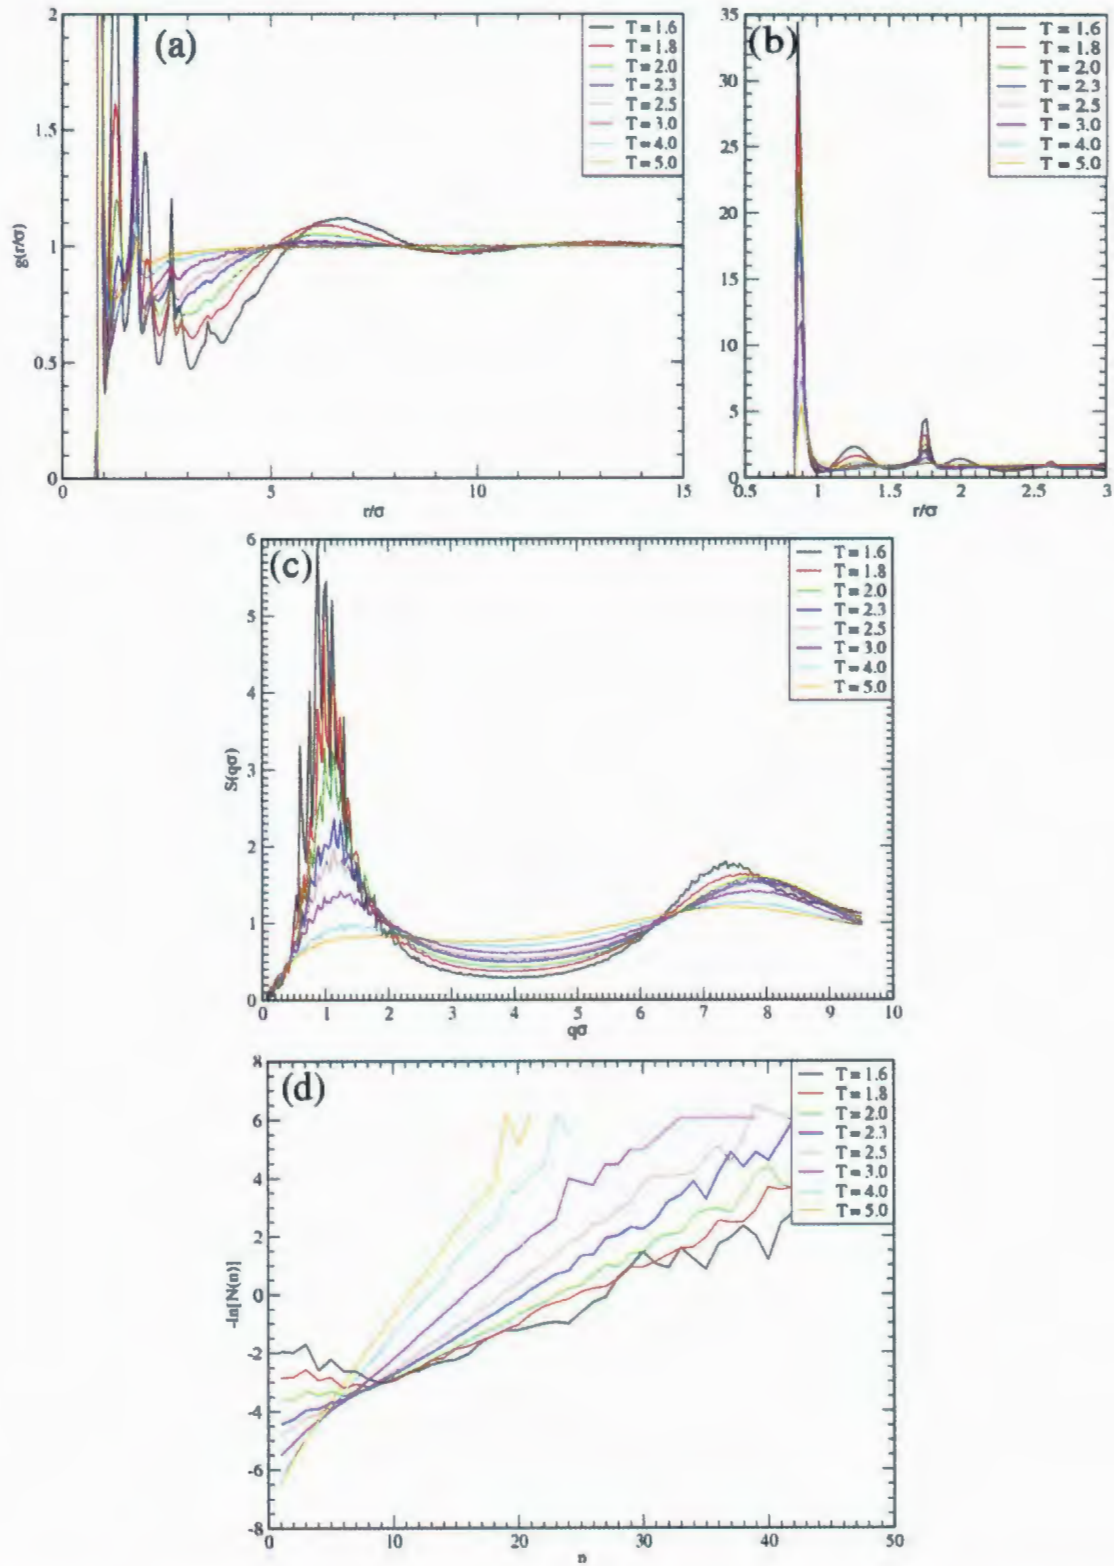 (a)
2
1.5
1
0.5
0
g(r/σ)
0
5
10
15
r/σ
T = 1.6
T = 1.8
T = 2.0
T = 2.3
T = 2.5
T = 3.0
T = 4.0
T = 5.0
(b)
35
30
25
20
15
10
5
0
0.5
1
1.5
2
2.5
3
r/σ
T = 1.6
T = 1.8
T = 2.0
T = 2.3
T = 2.5
T = 3.0
T = 4.0
T = 5.0
(c)
6
5
4
3
2
1
0
S(qσ)
0
1
2
3
4
5
6
7
8
9
10
qσ
T = 1.6
T = 1.8
T = 2.0
T = 2.3
T = 2.5
T = 3.0
T = 4.0
T = 5.0
(d)
8
6
4
2
0
-2
-4
-6
-8
-ln[N(n)]
0
10
20
30
40
50
n
T = 1.6
T = 1.8
T = 2.0
T = 2.3
T = 2.5
T = 3.0
T = 4.0
T = 5.0